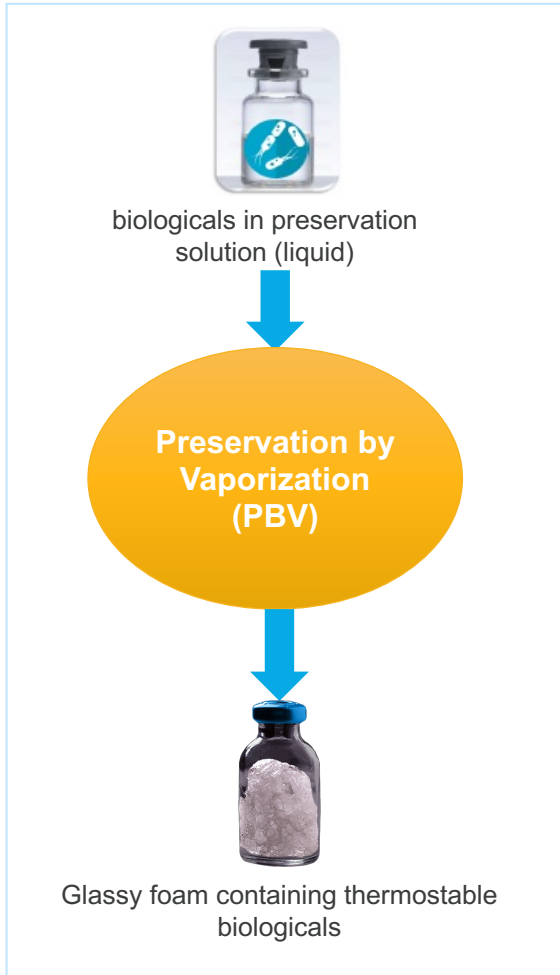 biologicals in preservation
solution (liquid)
Preservation by
Vaporization
(PBV)
Glassy foam containing thermostable
biologicals